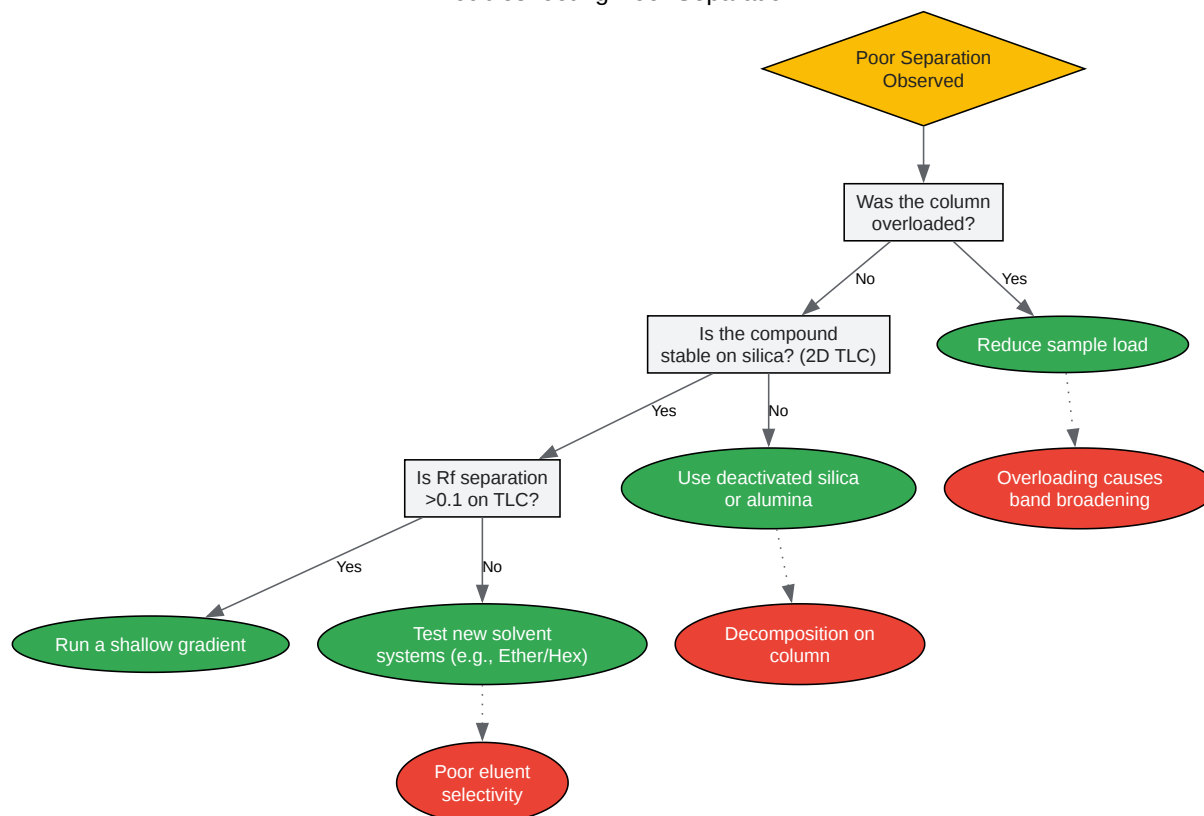 Poor Separation
Observed
Was the column
overloaded?
No
Yes
Is the compound
stable on silica? (2D TLC)
Reduce sample load
Yes
No
Is Rf separation
>0.1 on TLC?
Use deactivated silica
or alumina
Overloading causes
band broadening
Yes
No
Run a shallow gradient
Test new solvent
systems (e.g., Ether/Hex)
Decomposition on
column
Poor eluent
selectivity